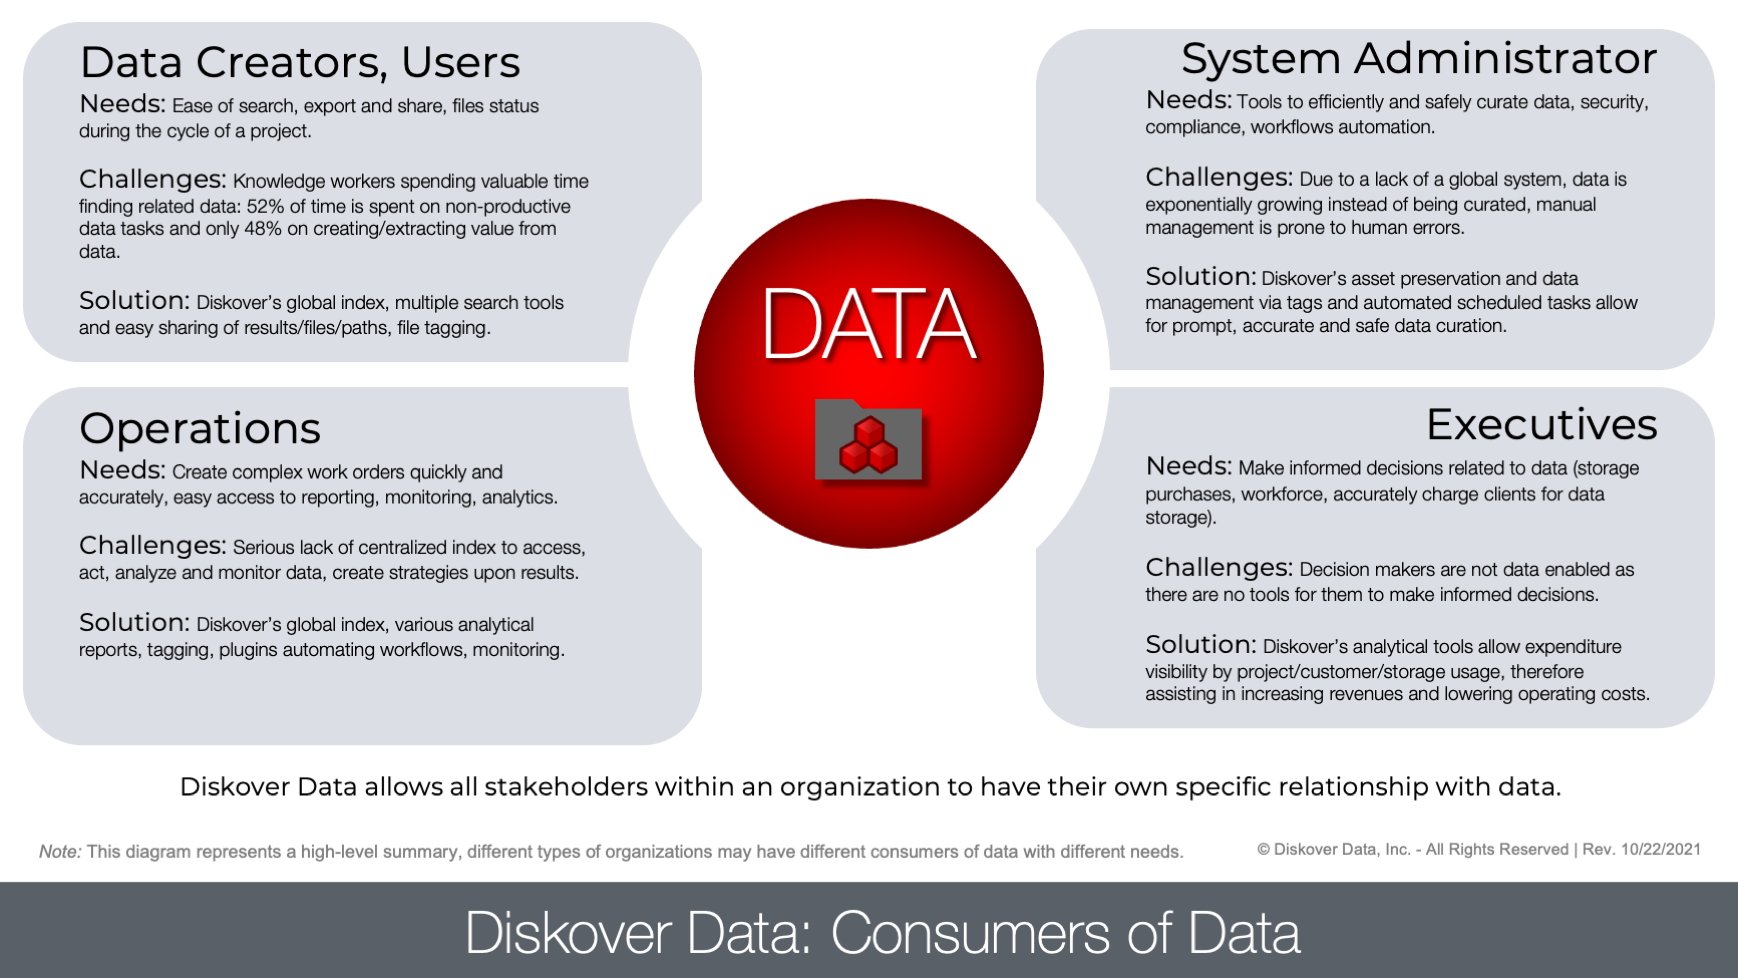 Data Creators, Users
Needs: Ease of search, export and share, files status
during the cycle of a project.
Challenges: Knowledge workers spending valuable time
finding related data: 52% of time is spent on non-productive
data tasks and only 48% on creating/extracting value from
data.
Solution: Diskover's global index, multiple search tools
and easy sharing of results/files/paths, file tagging.
System Administrator
Needs: Tools to efficiently and safely curate data, security,
compliance, workflows automation.
Challenges: Due to a lack of a global system, data is
exponentially growing instead of being curated, manual
management is prone to human errors.
Solution: Diskover's asset preservation and data
management via tags and automated scheduled tasks allow
for prompt, accurate and safe data curation.
DATA
Operations
Needs: Create complex work orders quickly and
accurately, easy access to reporting, monitoring, analytics.
Challenges: Serious lack of centralized index to access,
act, analyze and monitor data, create strategies upon results.
Solution: Diskover's global index, various analytical
reports, tagging, plugins automating workflows, monitoring.
Executives
Needs: Make informed decisions related to data (storage
purchases, workforce, accurately charge clients for data
storage).
Challenges: Decision makers are not data enabled as
there are no tools for them to make informed decisions.
Solution: Diskover's analytical tools allow expenditure
visibility by project/customer/storage usage, therefore
assisting in increasing revenues and lowering operating costs.
Diskover Data allows all stakeholders within an organization to have their own specific relationship with data.
Note: This diagram represents a high-level summary, different types of organizations may have different consumers of data with different needs.
© Diskover Data, Inc. - All Rights Reserved | Rev. 10/22/2021
Diskover Data: Consumers of Data